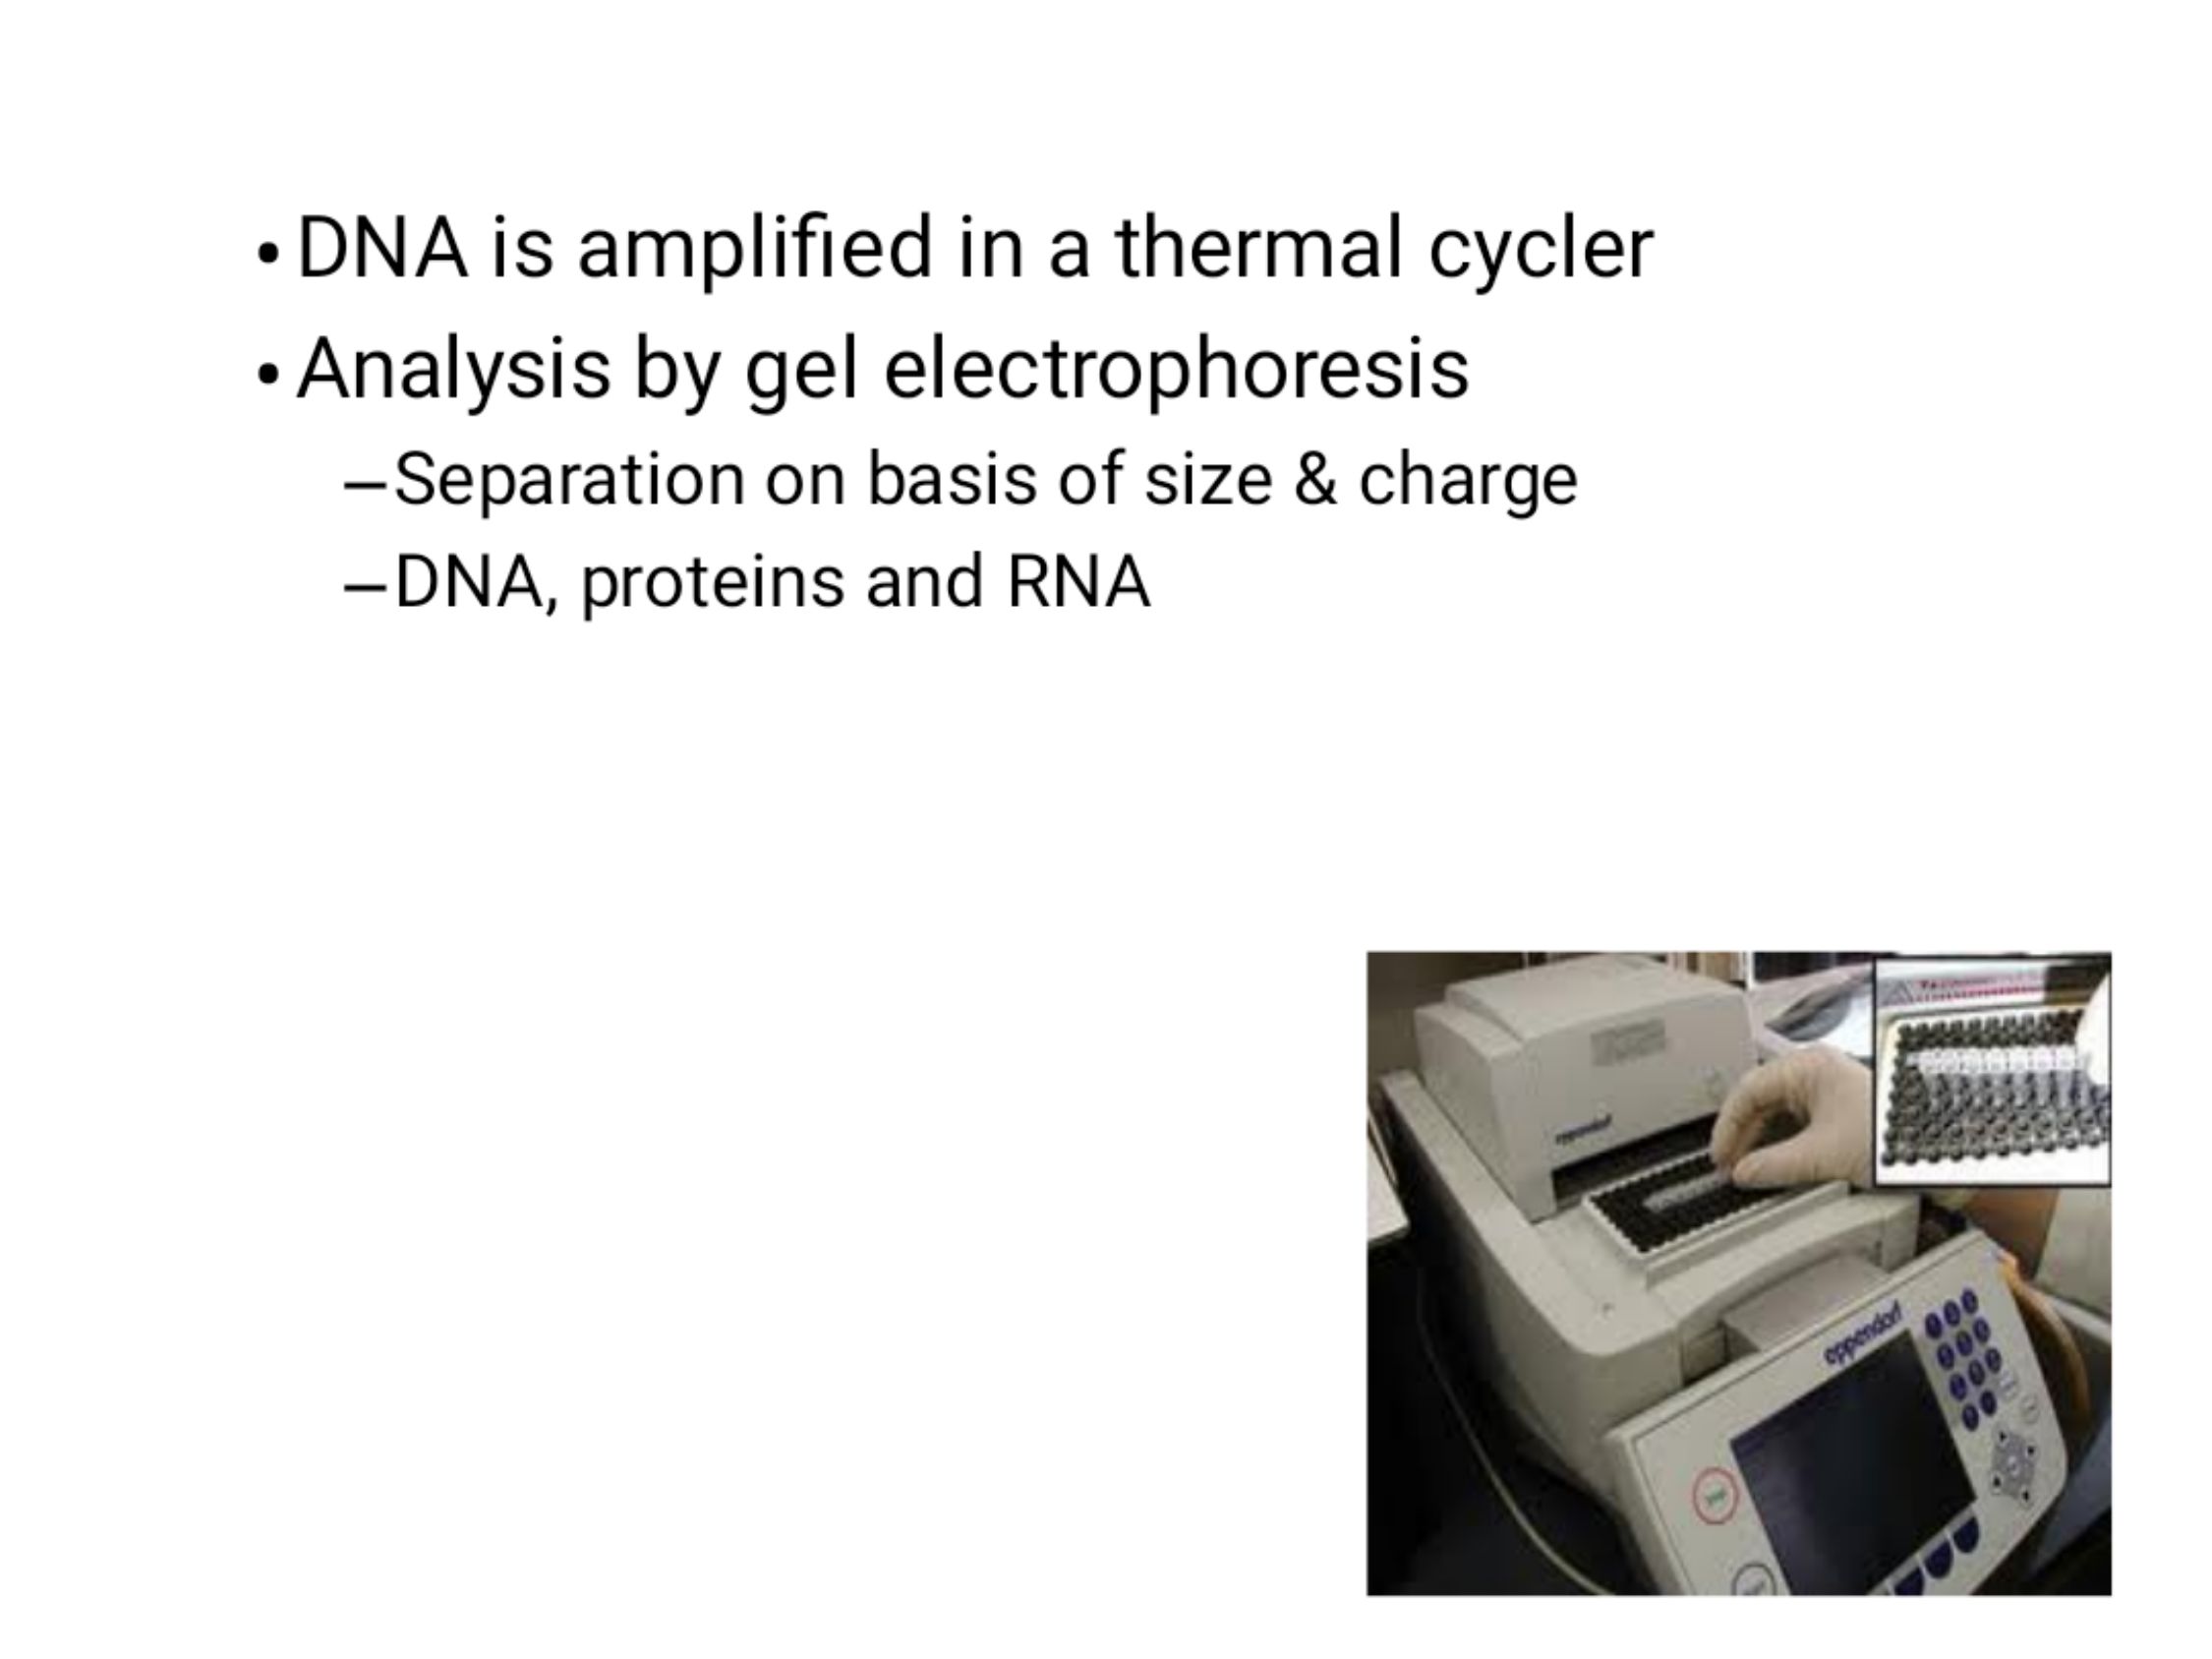 • DNA is amplified in a thermal cycler
• Analysis by gel electrophoresis
–Separation on basis of size & charge
–DNA, proteins and RNA
eppendorf
eppendorf